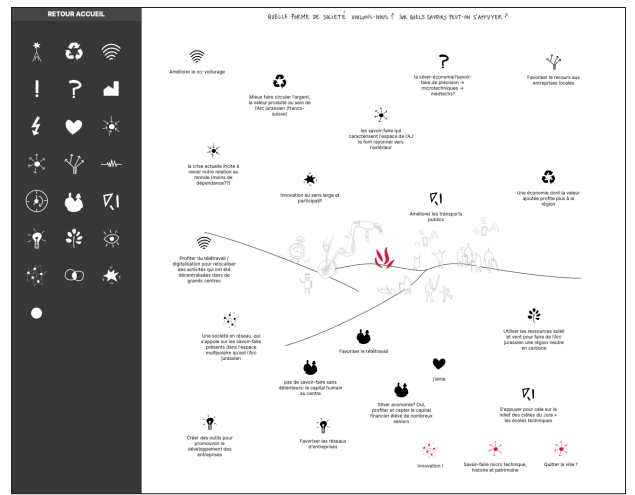 RETOUR ACCUEIL
QUELLE FORME DE SOCIETÉ VOULONS-NOUS ? SUR QUELS SAVOIRS PEUT-ON S'APPUYER ?
Améliorer le co-voiturage
Mieux faire circuler l'argent,
la valeur produite au sein de
l'Arc jurassien (franco-
suisse)
la silver-économie?savoir-
faire de précision →
microtechniques →
medtechs?
Favoriser le recours aux
entreprises locales
les savoir-faire qui
caractérisent l'espace de l'AJ
le font rayonner vers
l'extérieur
la crise actuelle incite à
revoir notre relation au
monde (moins de
dépendance??)
Innovation au sens large et
participatif
Améliorer les transports
publics
Une économie dont la valeur
ajoutée profite plus à la
région
Profiter du télétravail /
digitalisation pour relocaliser
des activités qui ont été
décentralisées dans de
grands centres
Une société en réseau, qui
s'appuie sur les savoir-faire
présents dans l'espace
multipolaire qu'est l'Arc
jurassien
Favoriser le tététravail
Utiliser les ressources soleil
et vent pour faire de l'Arc
jurassien une région neutre
en carbone
pas de savoir-faire sans
détenteurs: le capital humain
au centre
j'aime
Sliver economie? Oui,
profiter et capter le capital
financier élevé de nombreux
seniors
S'appuyer pour cela sur le
relief des crêtes du Jura +
les écoles techniques
Créer des outils pour
promouvoir le
développement des
entreprises
Favoriser les réseaux
d'entreprises
Innovation !
Savoir-faire micro technique,
histoire et patrimoine
Quitter la ville ?